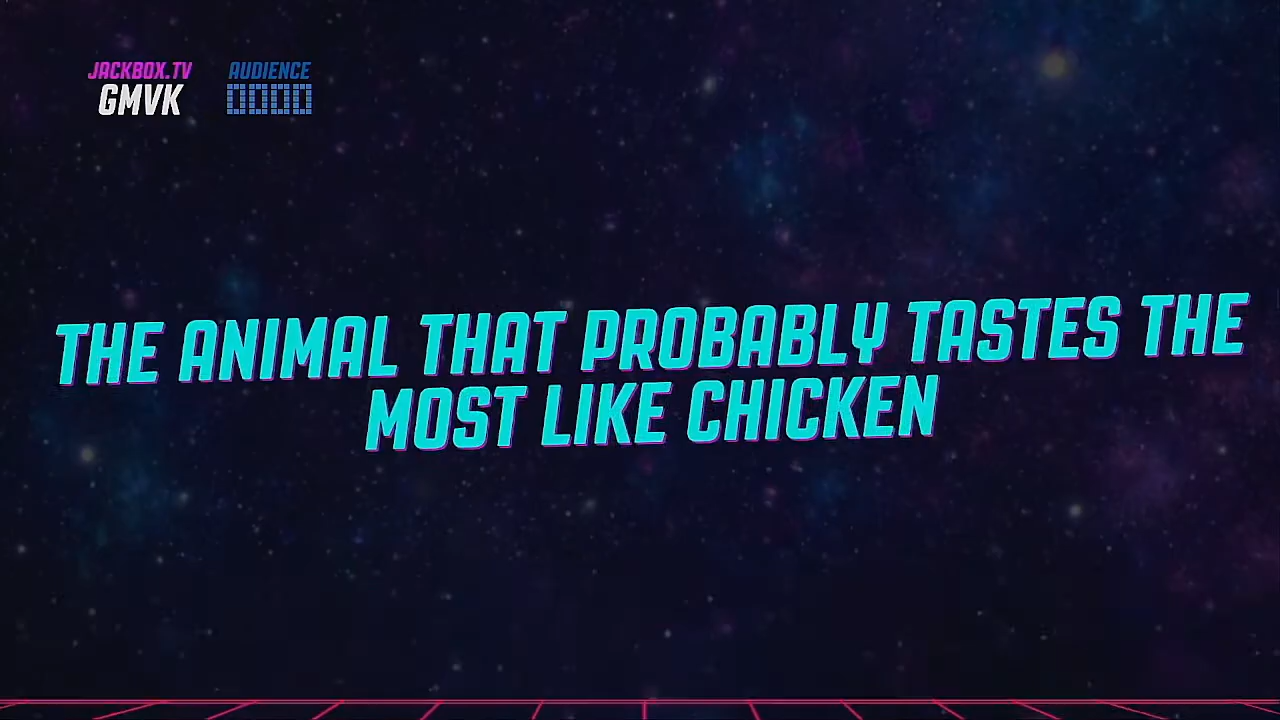 JACKBOX.TV
GMVK
AUDIENCE
THE ANIMAL THAT PROBABLY TASTES THE
MOST LIKE CHICKEN